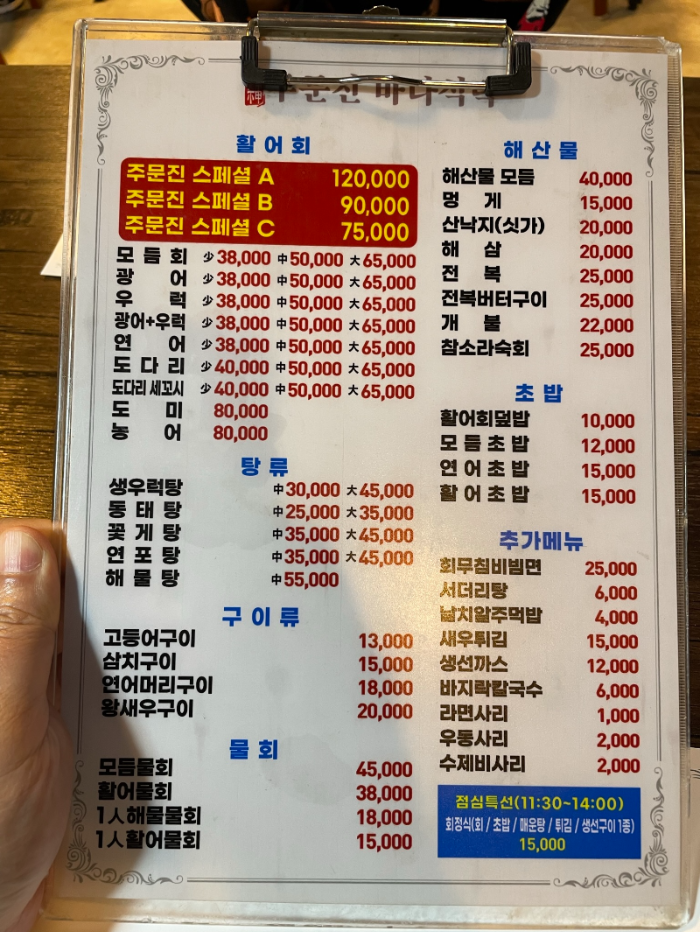 주문진 바다식탁
활어회
주문진 스페셜 A 120,000
주문진 스페셜 B 90,000
주문진 스페셜 C 75,000
모듬회 少38,000 中50,000 大65,000
광어 少38,000 中50,000 大65,000
우럭 少38,000 中50,000 大65,000
광어+우럭 少38,000 中50,000 大65,000
연어 少38,000 中50,000 大65,000
도다리 少40,000 中50,000 大65,000
도다리 세꼬시 少40,000 中50,000 大65,000
도미 80,000
농어 80,000
탕류
생우럭탕 中30,000 大45,000
동태탕 中25,000 大35,000
꽃게탕 中35,000 大45,000
연포탕 中35,000 大45,000
해물탕 中55,000
구이류
고등어구이 13,000
삼치구이 15,000
연어머리구이 18,000
왕새우구이 20,000
물회
모듬물회 45,000
활어물회 38,000
1人해물물회 18,000
1人활어물회 15,000
해산물
해산물 모듬 40,000
멍게 15,000
산낙지(싯가) 20,000
해삼 20,000
전복 25,000
전복버터구이 25,000
개불 22,000
참소라숙회 25,000
초밥
활어회덮밥 10,000
모듬초밥 12,000
연어초밥 15,000
활어초밥 15,000
추가메뉴
회무침비빔면 25,000
서더리탕 6,000
날치알주먹밥 4,000
새우튀김 15,000
생선까스 12,000
바지락칼국수 6,000
라면사리 1,000
우동사리 2,000
수제비사리 2,000
점심특선(11:30~14:00)
회정식(회 / 초밥 / 매운탕 / 튀김 / 생선구이 1종)
15,000